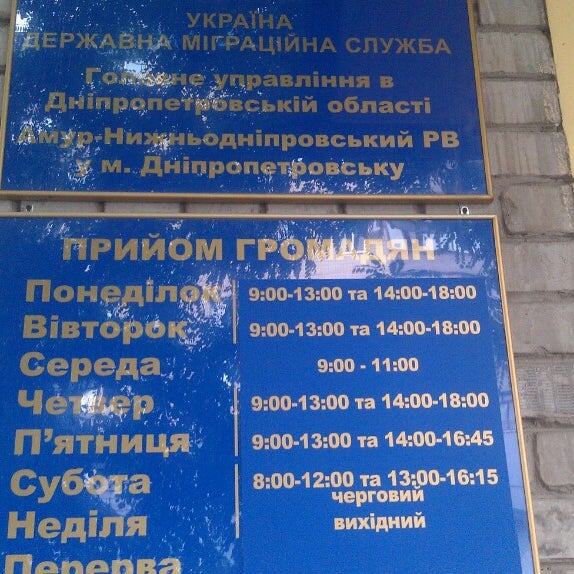 УКРАЇНА
ДЕРЖАВНА МІГРАЦІЙНА СЛУЖБА
Головне управління в
Дніпропетровській області
Амур-Нижньодніпровський РВ
у м. Дніпропетровську
ПРИЙОМ ГРОМАДЯН
Понеділок 9:00-13:00 та 14:00-18:00
Вівторок 9:00-13:00 та 14:00-18:00
Середа 9:00 - 11:00
Четвер 9:00-13:00 та 14:00-18:00
П’ятниця 9:00-13:00 та 14:00-16:45
Субота 8:00-12:00 та 13:00-16:15
черговий
Неділя вихідний
Перерва